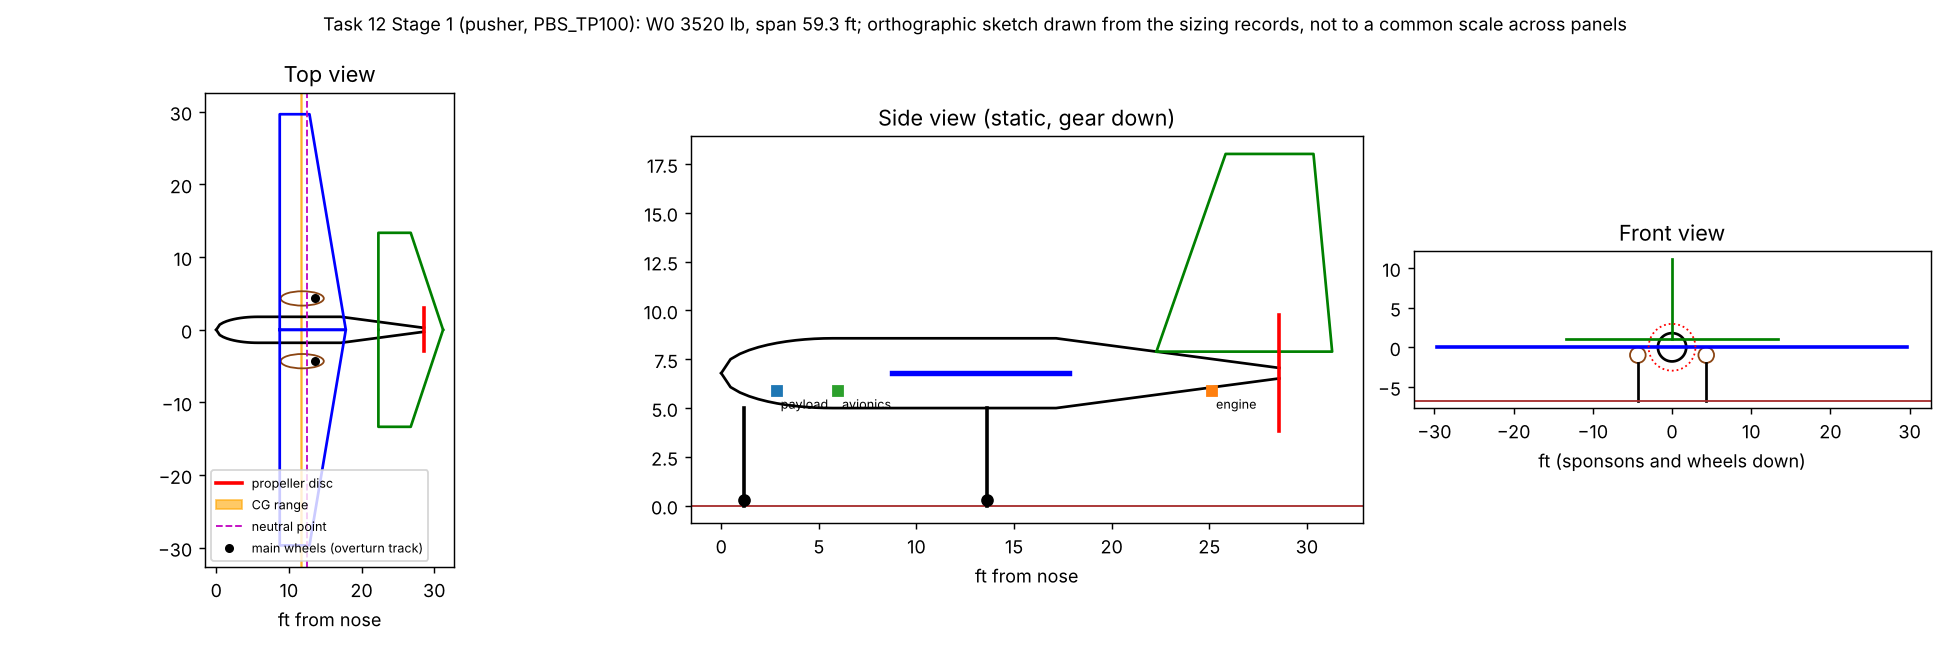 Task 12 Stage 1 (pusher, PBS_TP100): W0 3520 lb, span 59.3 ft; orthographic sketch drawn from the sizing records, not to a common scale across panels
Top view
30
20
10
0
−10
−20
−30
propeller disc
CG range
neutral point
main wheels (overturn track)
0 10 20 30
ft from nose
Side view (static, gear down)
17.5
15.0
12.5
10.0
7.5
5.0
2.5
0.0
payload
avionics
engine
0 5 10 15 20 25 30
ft from nose
Front view
10
5
0
−5
−30 −20 −10 0 10 20 30
ft (sponsons and wheels down)